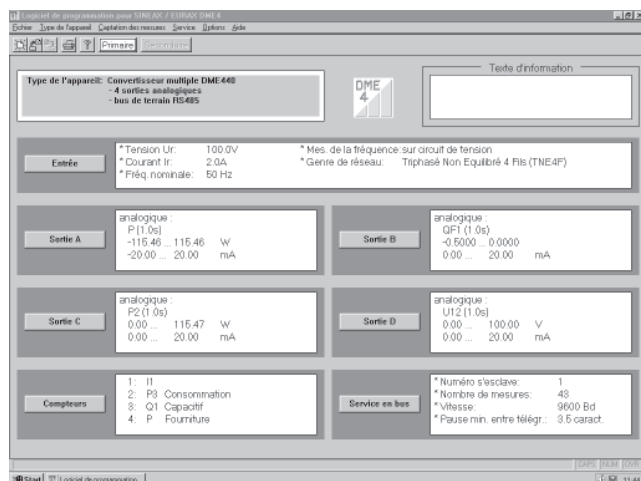 Logiciel de programmation pour SINEAX / EURAX DME 4
Fichier Type de l'appareil Captation des mesures Service Options Aide
Primaire Secondaire
Type de l'appareil: Convertisseur multiple DME440
- 4 sorties analogiques
- bus de terrain RS485
DME
4
Texte d'information
Entrée
* Tension Ur: 100.0V
* Courant Ir: 2.0A
* Fréq. nominale: 50 Hz
* Mes. de la fréquence: sur circuit de tension
* Genre de réseau: Triphasé Non Equilibré 4 Fils (TNE4F)
Sortie A
analogique :
P (1.0s)
-115.46 ... 115.46 W
-20.00 ... 20.00 mA
Sortie B
analogique :
QF1 (1.0s)
-0.5000 ... 0.0000
0.00 ... 20.00 mA
Sortie C
analogique :
P2 (1.0s)
0.00 ... 115.47 W
0.00 ... 20.00 mA
Sortie D
analogique :
U12 (1.0s)
0.00 ... 100.00 V
0.00 ... 20.00 mA
Compteurs
1: I1
2: P3 Consommation
3: Q1 Capacitif
4: P Fourniture
Service en bus
* Numéro s'esclave: 1
* Nombre de mesures: 43
* Vitesse: 9600 Bd
* Pause min. entre télégr.: 3.5 caract.
CAPS NUM OVR
Start Logiciel de programmation